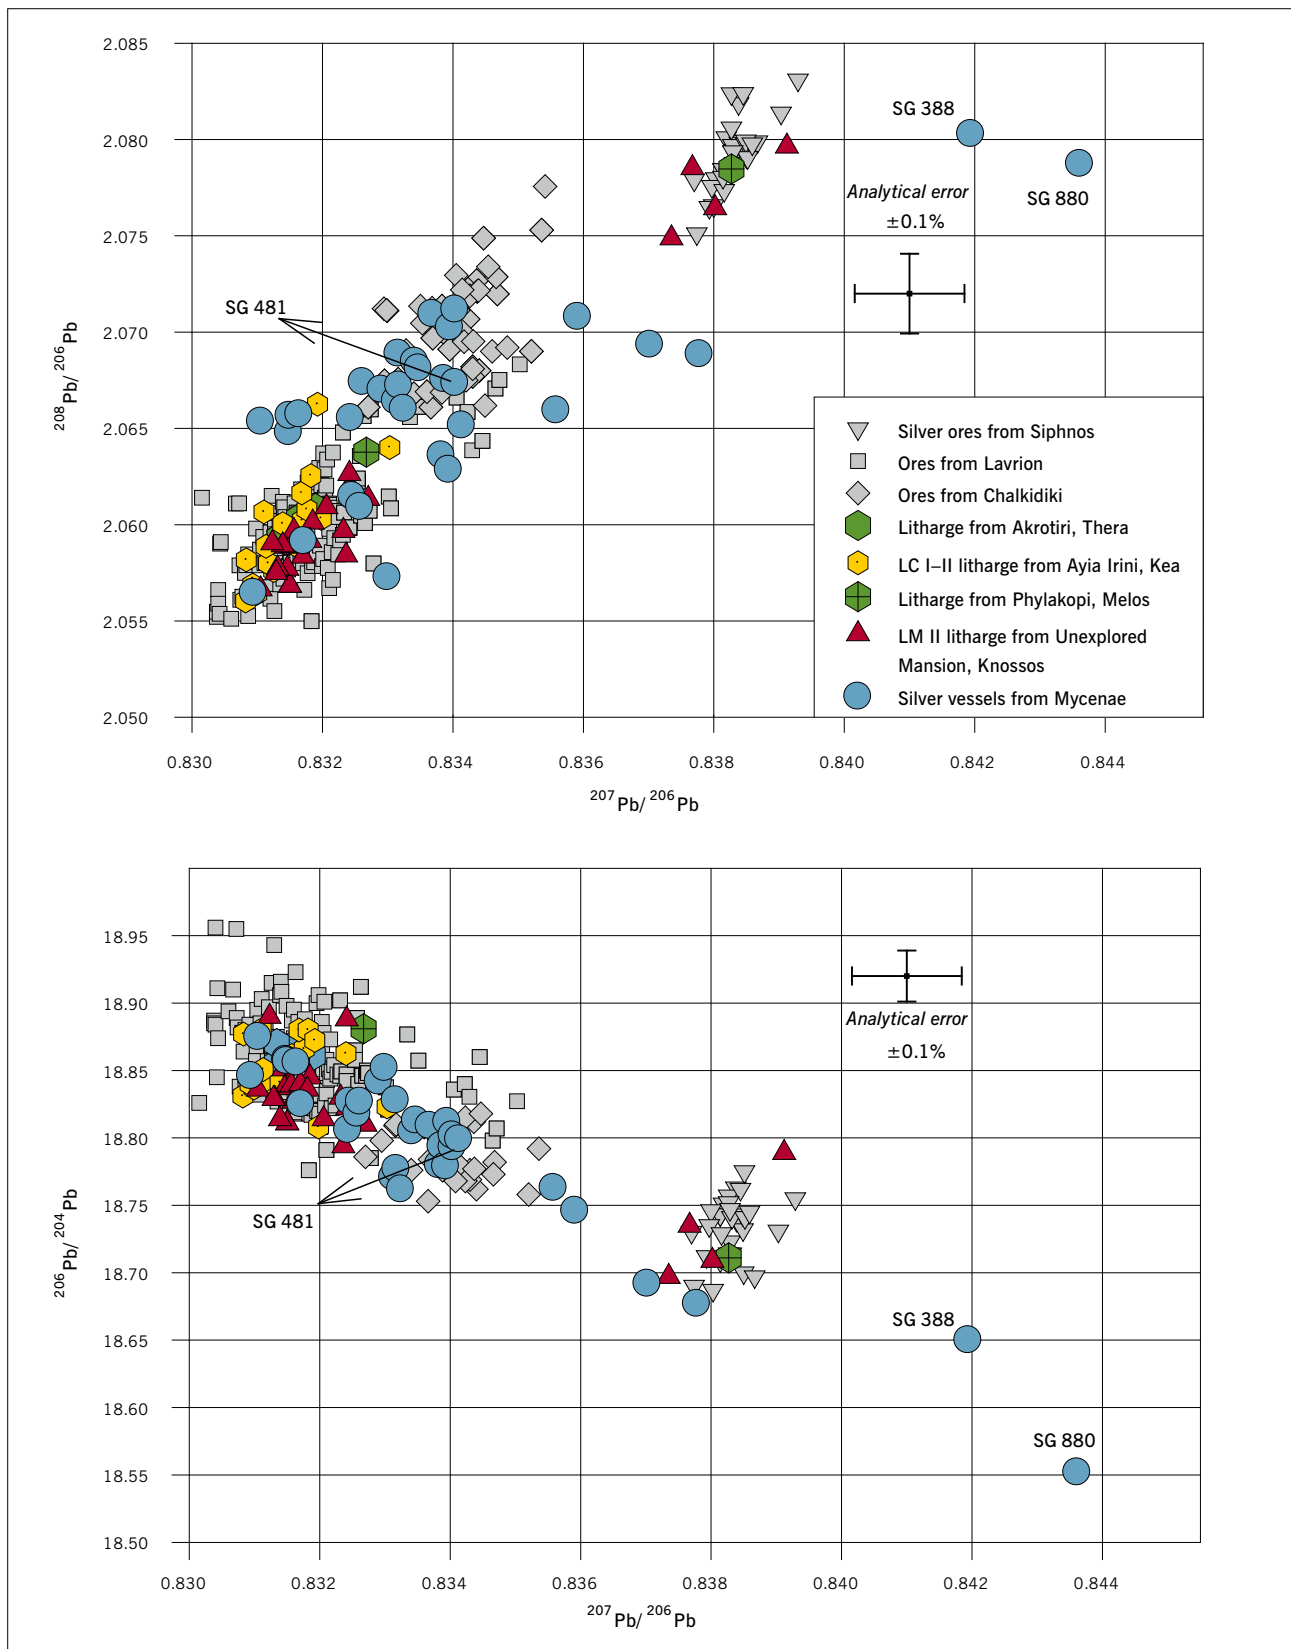 2.085
2.080
2.075
2.070
2.065
2.060
2.055
2.050
²⁰⁸Pb/ ²⁰⁶Pb
SG 388
SG 880
Analytical error
±0.1%
SG 481
Silver ores from Siphnos
Ores from Lavrion
Ores from Chalkidiki
Litharge from Akrotiri, Thera
LC I–II litharge from Ayia Irini, Kea
Litharge from Phylakopi, Melos
LM II litharge from Unexplored
Mansion, Knossos
Silver vessels from Mycenae
0.830 0.832 0.834 0.836 0.838 0.840 0.842 0.844
²⁰⁷Pb/ ²⁰⁶Pb
18.95
18.90
18.85
18.80
18.75
18.70
18.65
18.60
18.55
18.50
²⁰⁶Pb/ ²⁰⁴Pb
Analytical error
±0.1%
SG 481
SG 388
SG 880
0.830 0.832 0.834 0.836 0.838 0.840 0.842 0.844
²⁰⁷Pb/ ²⁰⁶Pb